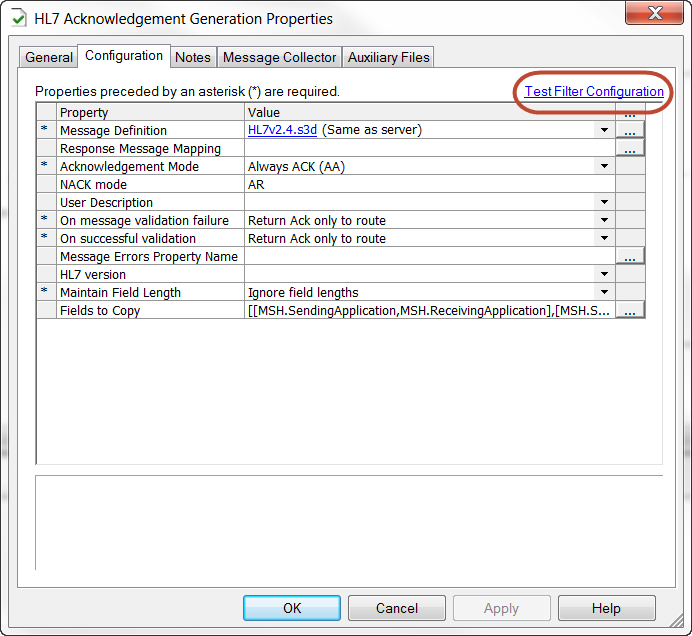 HL7 Acknowledgement Generation Properties
General Configuration Notes Message Collector Auxiliary Files
Properties preceded by an asterisk (*) are required. Test Filter Configuration
Property Value ...
* Message Definition HL7v2.4.s3d (Same as server) ...
Response Message Mapping ...
* Acknowledgement Mode Always ACK (AA)
NACK mode AR
User Description
* On message validation failure Return Ack only to route
* On successful validation Return Ack only to route
Message Errors Property Name ...
HL7 version
* Maintain Field Length Ignore field lengths
Fields to Copy [[MSH.SendingApplication,MSH.ReceivingApplication],[MSH.S... ...
OK Cancel Apply Help